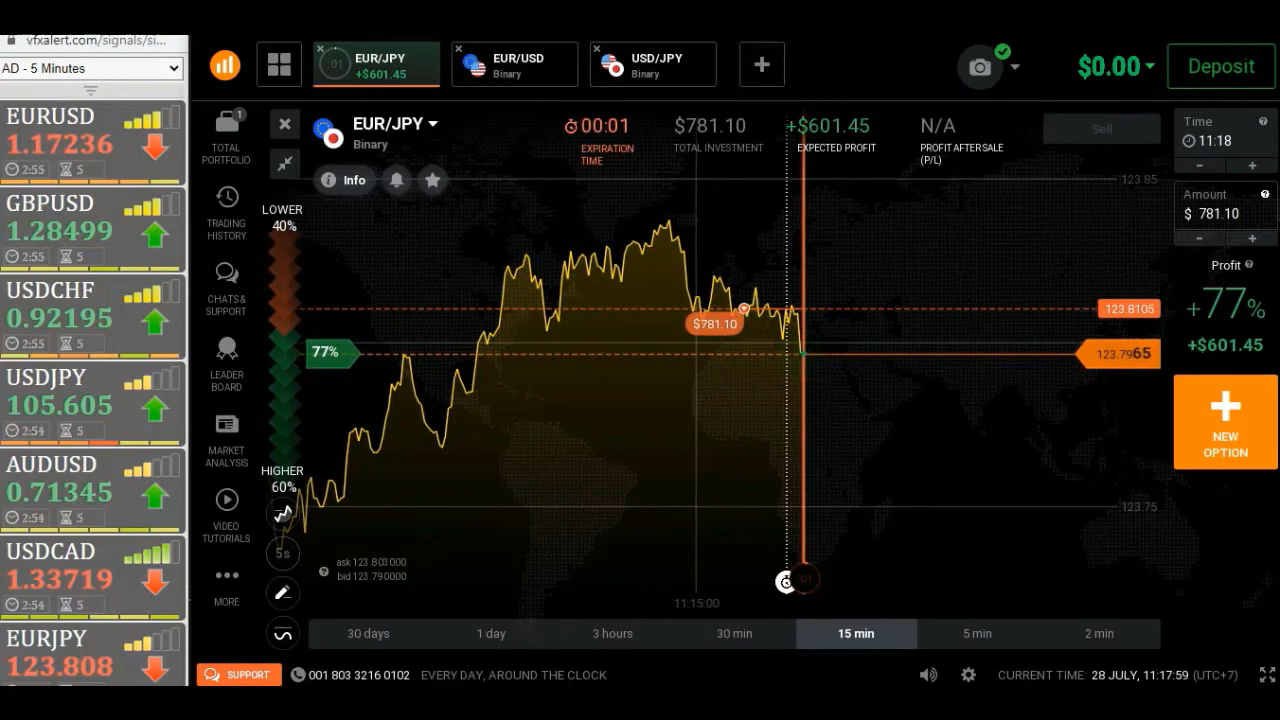 vfxalert.com/signals/si...
AD - 5 Minutes
EURUSD
1.17236
2:55 5
GBPUSD
1.28499
2:55 5
USDCHF
0.92195
2:55 5
USDJPY
105.605
2:54 5
AUDUSD
0.71345
2:54 5
USDCAD
1.33719
2:54 5
EURJPY
123.808
:01 EUR/JPY
+$601.45
EUR/USD
Binary
USD/JPY
Binary
$0.00
Deposit
1
TOTAL
PORTFOLIO
TRADING
HISTORY
CHATS &
SUPPORT
LEADER
BOARD
MARKET
ANALYSIS
VIDEO
TUTORIALS
MORE
EUR/JPY
Binary
Info
00:01
EXPIRATION
TIME
$781.10
TOTAL INVESTMENT
+$601.45
EXPECTED PROFIT
N/A
PROFIT AFTER SALE
(P/L)
Sell
LOWER
40%
77%
HIGHER
60%
5s
$781.10
123.85
123.8105
123.7965
123.75
ask 123.803000
bid 123.790000
11:15:00
:01
30 days 1 day 3 hours 30 min 15 min 5 min 2 min
Time
11:18
- +
Amount
$ 781.10
- +
Profit
+77%
+$601.45
NEW
OPTION
SUPPORT 001 803 3216 0102 EVERY DAY, AROUND THE CLOCK CURRENT TIME: 28 JULY, 11:17:59 (UTC+7)